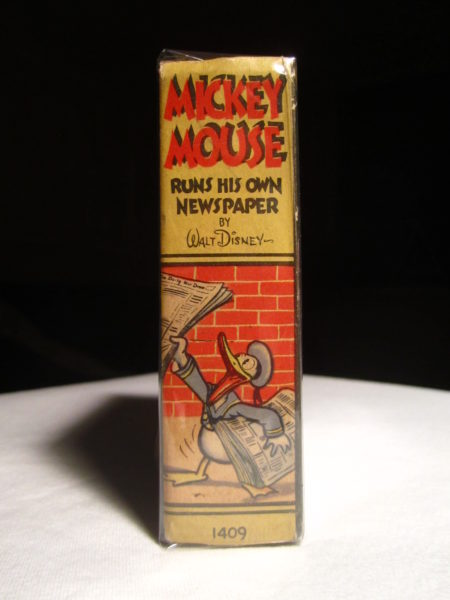 MICKEY
MOUSE
RUNS HIS OWN
NEWSPAPER
BY
WALT DISNEY
1409